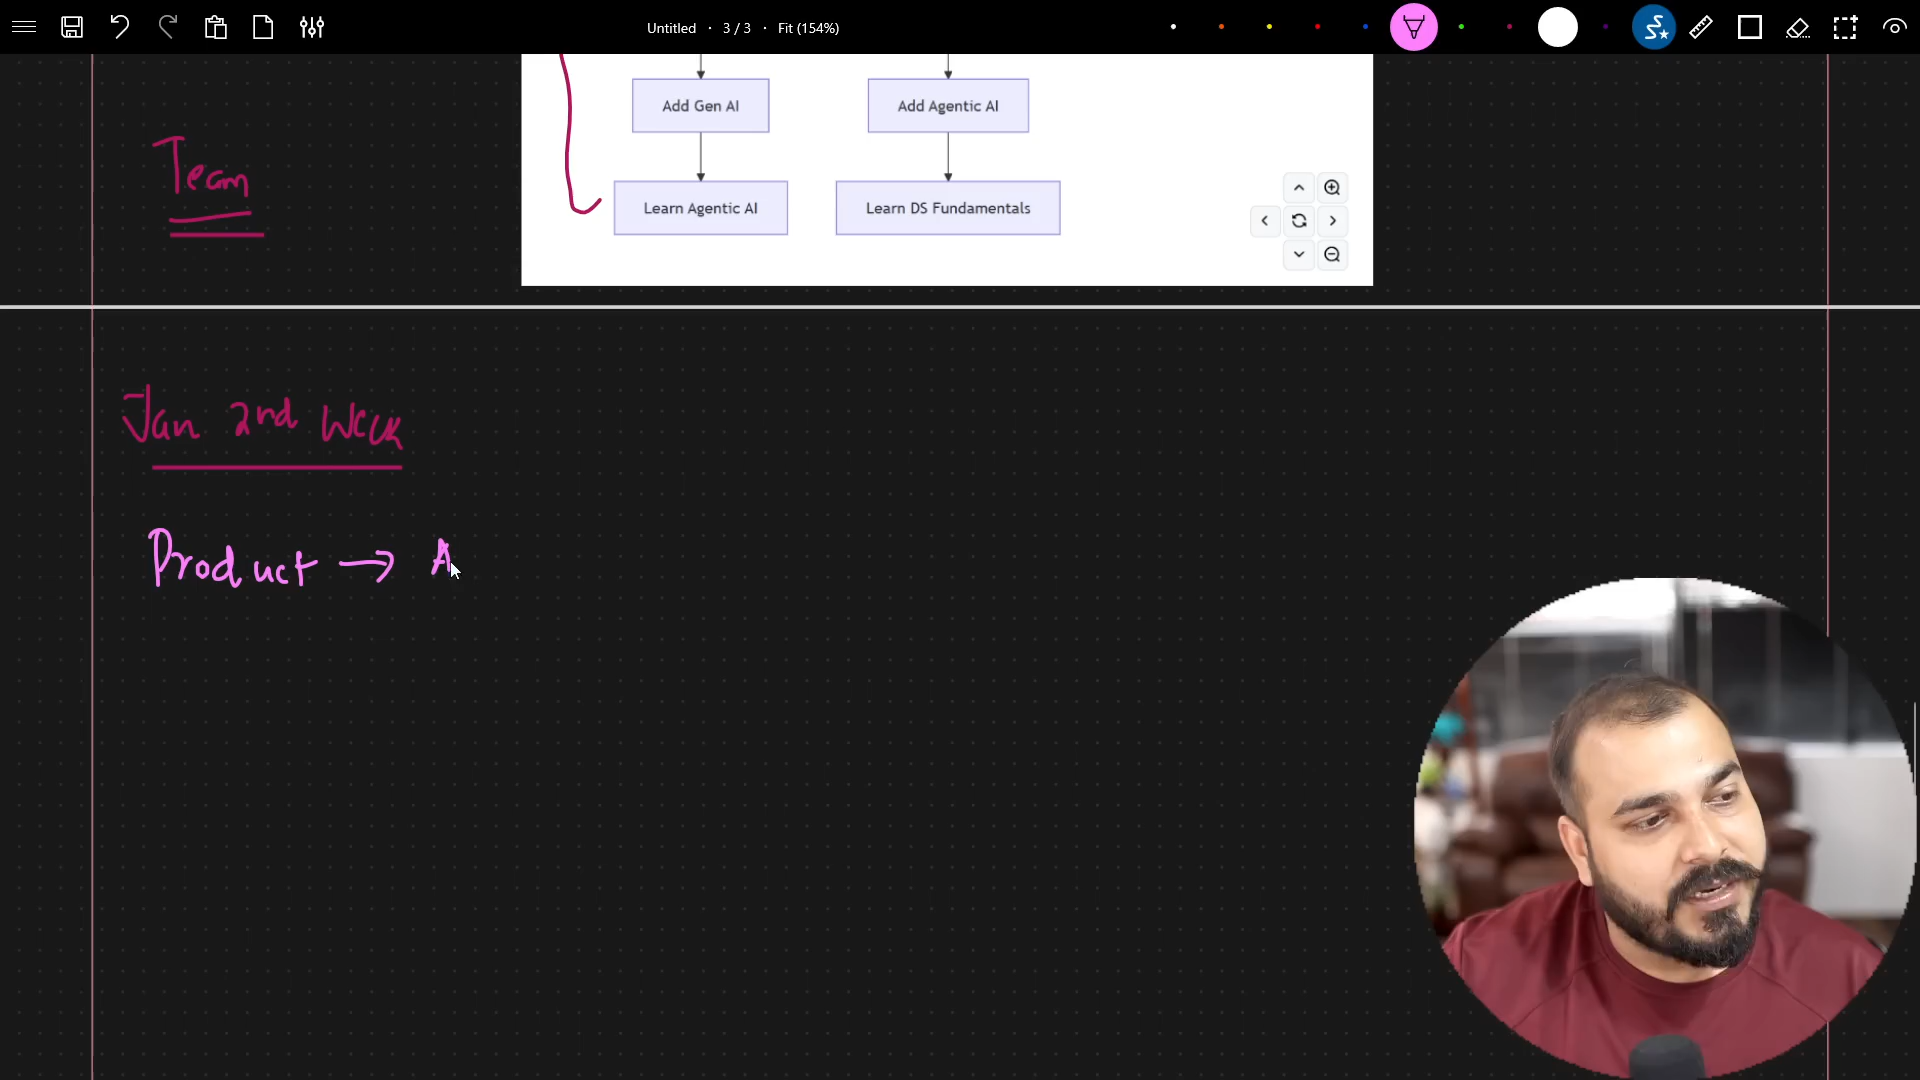 Untitled · 3 / 3 · Fit (154%)
Add Gen AI
Add Agentic AI
Team
Learn Agentic AI
Learn DS Fundamentals
Jan 2nd Week
Product → A